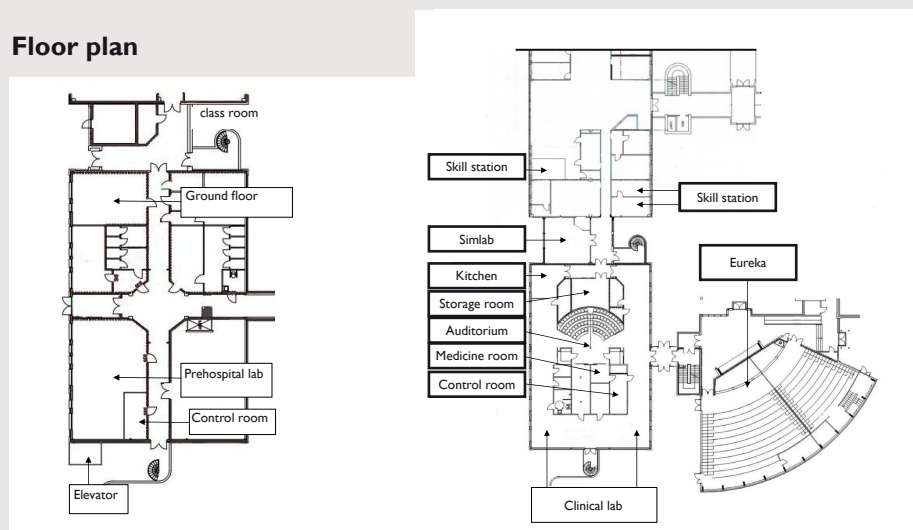 Floor plan
class room
Ground floor
Prehospital lab
Control room
Elevator
Skill station
Skill station
Simlab
Kitchen
Storage room
Auditorium
Medicine room
Control room
Eureka
Clinical lab